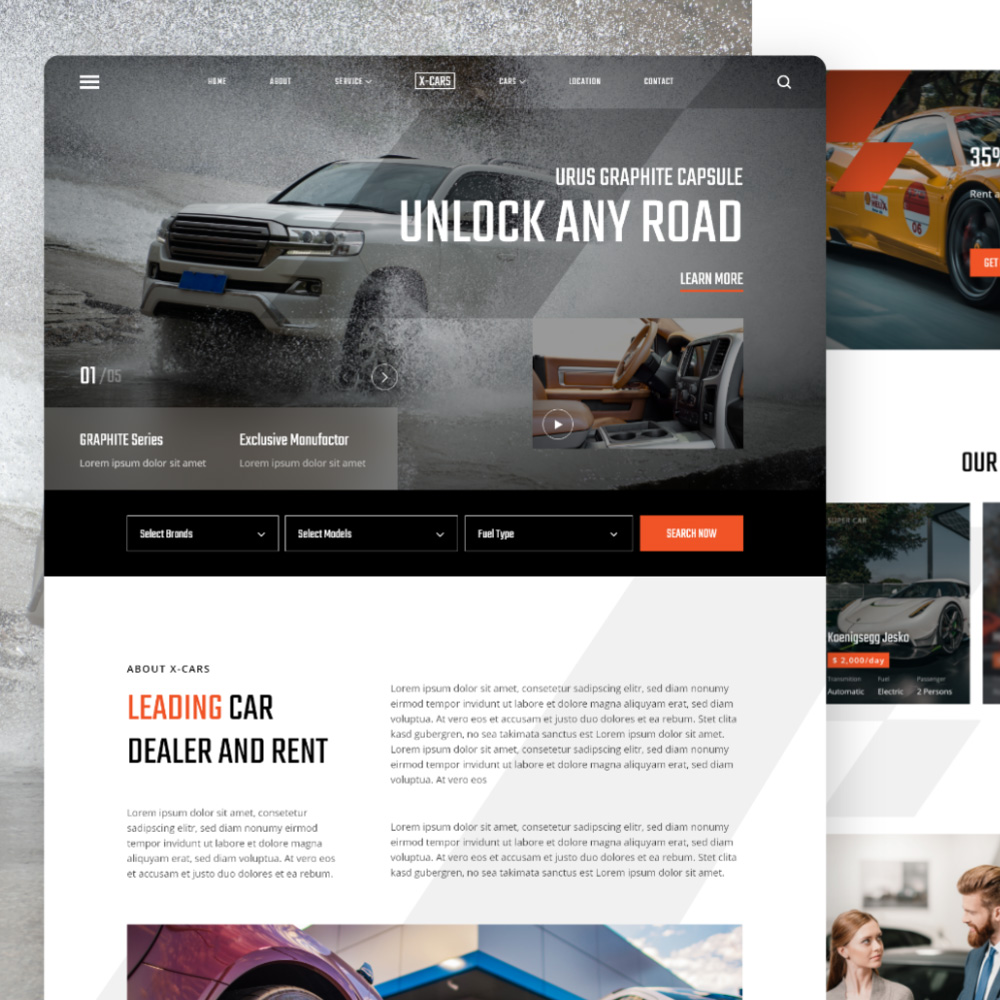 HOME
ABOUT
SERVICE
X-CARS
CARS
LOCATION
CONTACT
URUS GRAPHITE CAPSULE
UNLOCK ANY ROAD
LEARN MORE
01 /05
GRAPHITE Series
Exclusive Manufactor
Lorem ipsum dolor sit amet
Lorem ipsum dolor sit amet
Select Brands
Select Models
Fuel Type
SEARCH NOW
ABOUT X-CARS
LEADING CAR
DEALER AND RENT
Lorem ipsum dolor sit amet, consetetur
sadipscing elitr, sed diam nonumy eirmod
tempor invidunt ut labore et dolore magna
aliquyam erat, sed diam voluptua. At vero eos
et accusam et justo duo dolores et ea rebum.
Lorem ipsum dolor sit amet, consetetur sadipscing elitr, sed diam nonumy
eirmod tempor invidunt ut labore et dolore magna aliquyam erat, sed diam
voluptua. At vero eos et accusam et justo duo dolores et ea rebum. Stet clita
kasd gubergren, no sea takimata sanctus est Lorem ipsum dolor sit amet.
Lorem ipsum dolor sit amet, consetetur sadipscing elitr, sed diam nonumy
eirmod tempor invidunt ut labore et dolore magna aliquyam erat, sed diam
voluptua. At vero eos
Lorem ipsum dolor sit amet, consetetur sadipscing elitr, sed diam nonumy
eirmod tempor invidunt ut labore et dolore magna aliquyam erat, sed diam
voluptua. At vero eos et accusam et justo duo dolores et ea rebum. Stet clita
kasd gubergren, no sea takimata sanctus est Lorem ipsum dolor sit amet.
35%
Rent a
06
GET
OUR
SUPER CAR
Koenigsegg Jesko
$ 2,000/day
Fuel
Passenger
Automatic
Electric
2 Persons